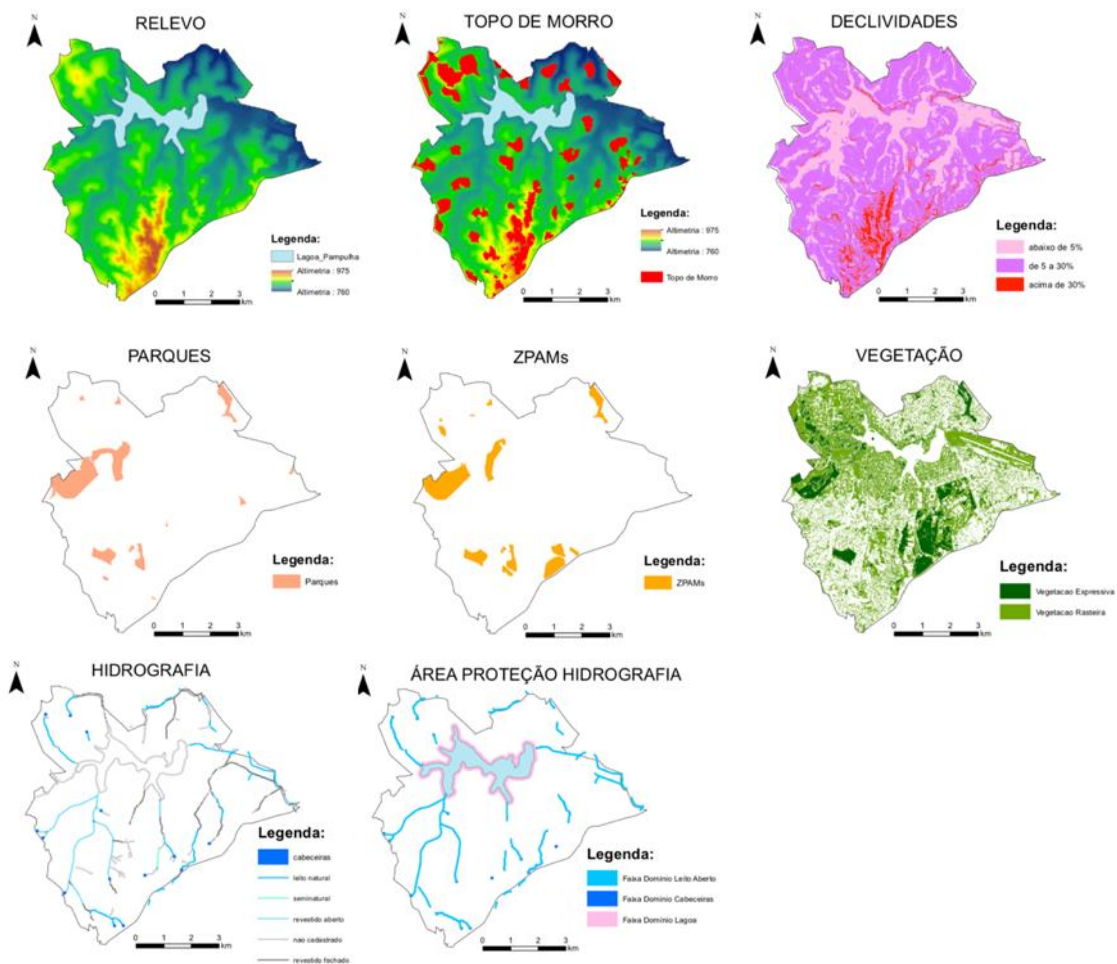 RELEVO
N
Legenda:
Lagoa_Pampulha
Altimetria : 975
Altimetria : 760
0 1 2 3
km
TOPO DE MORRO
N
Legenda:
Altimetria : 975
Altimetria : 760
Topo de Morro
0 1 2 3
km
DECLIVIDADES
N
Legenda:
abaixo de 5%
de 5 a 30%
acima de 30%
0 1 2 3
km
PARQUES
N
Legenda:
Parques
0 1 2 3
km
ZPAMs
N
Legenda:
ZPAMs
0 1 2 3
km
VEGETAÇÃO
N
Legenda:
Vegetacao Expressiva
Vegetacao Rasteira
0 1 2 3
km
HIDROGRAFIA
N
Legenda:
cabeceiras
leito natural
seminatural
revestido aberto
nao cadastrado
revestido fechado
0 1 2 3
km
ÁREA PROTEÇÃO HIDROGRAFIA
N
Legenda:
Faixa Dominio Leito Aberto
Faixa Dominio Cabeceiras
Faixa Dominio Lagoa
0 1 2 3
km